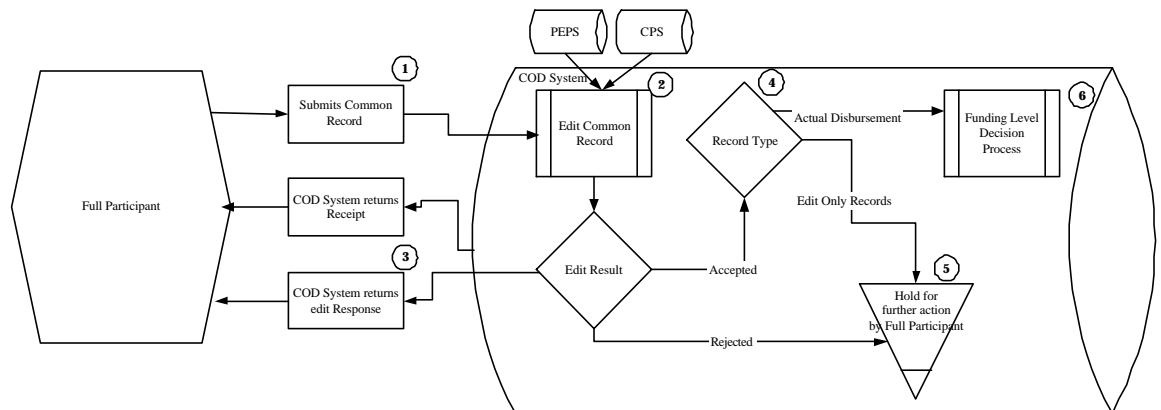 PEPS
CPS
1
COD System
2
4
6
Submits Common
Record
Edit Common
Record
Record Type
Actual Disbursement
Funding Level
Decision
Process
Full Participant
COD System returns
Receipt
Edit Only Records
3
Edit Result
Accepted
5
COD System returns
edit Response
Hold for
further action
by Full Participant
Rejected